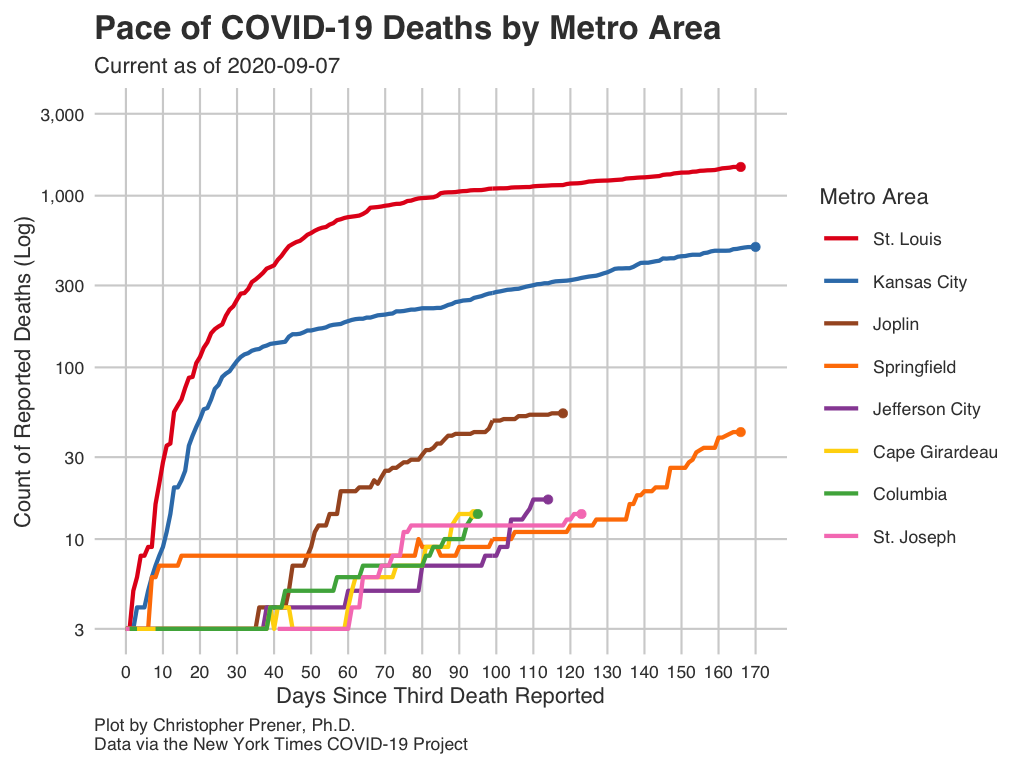 Pace of COVID-19 Deaths by Metro Area
Current as of 2020-09-07
Count of Reported Deaths (Log)
3,000
1,000
300
100
30
10
3
0 10 20 30 40 50 60 70 80 90 100 110 120 130 140 150 160 170
Days Since Third Death Reported
Metro Area
St. Louis
Kansas City
Joplin
Springfield
Jefferson City
Cape Girardeau
Columbia
St. Joseph
Plot by Christopher Prener, Ph.D.
Data via the New York Times COVID-19 Project